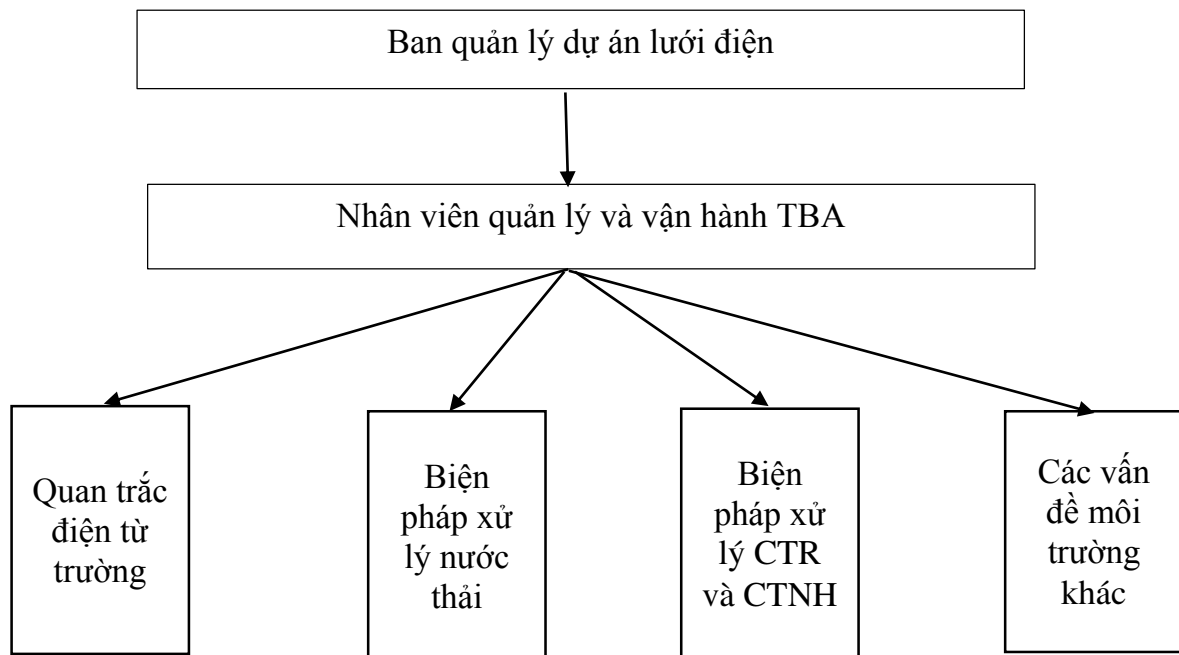 Ban quản lý dự án lưới điện
Nhân viên quản lý và vận hành TBA
Quan trắc
điện từ
trường
Biện
pháp xử
lý nước
thải
Biện
pháp xử
lý CTR
và CTNH
Các vấn
đề môi
trường
khác